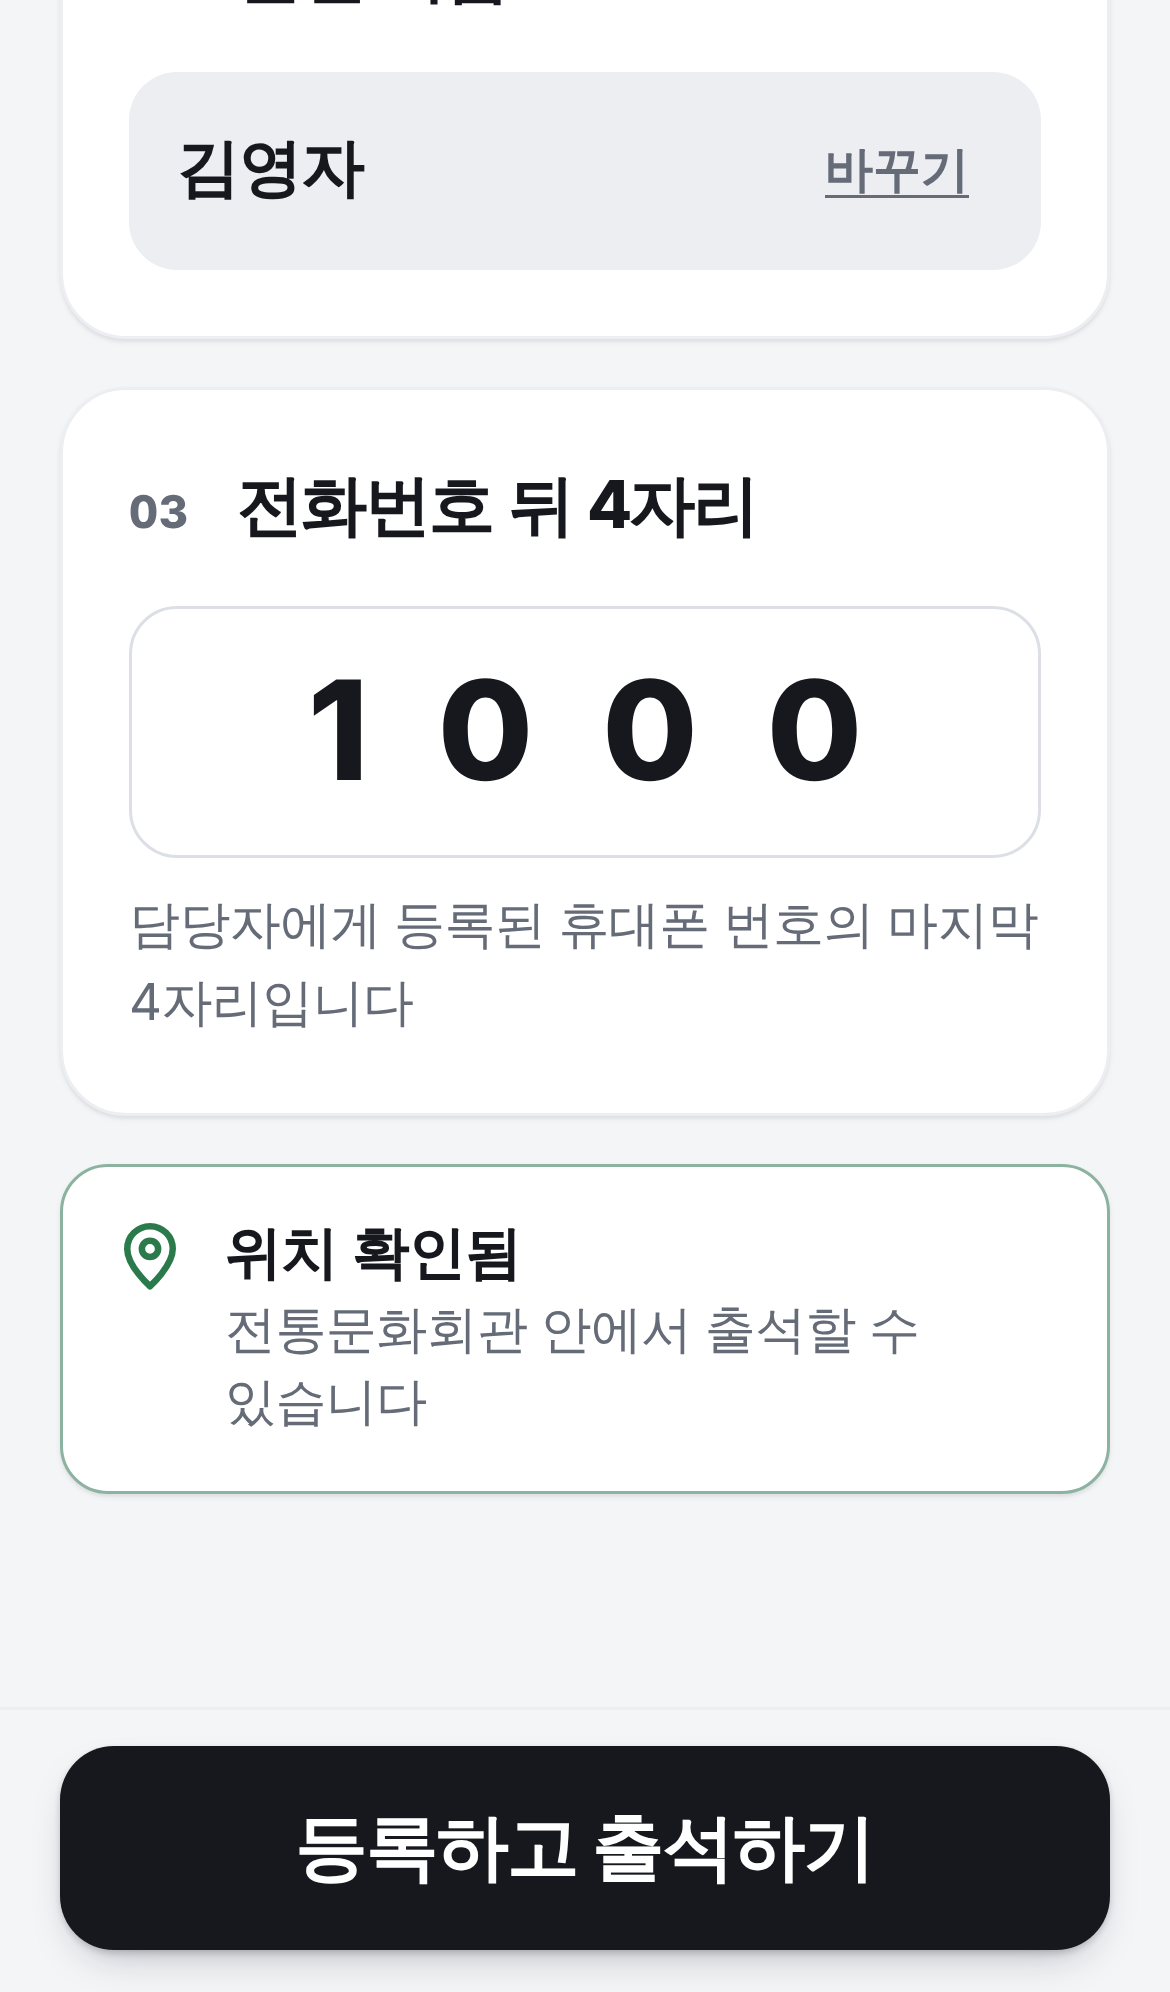 김영자
바꾸기
03 전화번호 뒤 4자리
1 0 0 0
담당자에게 등록된 휴대폰 번호의 마지막
4자리입니다
위치 확인됨
전통문화회관 안에서 출석할 수
있습니다
등록하고 출석하기